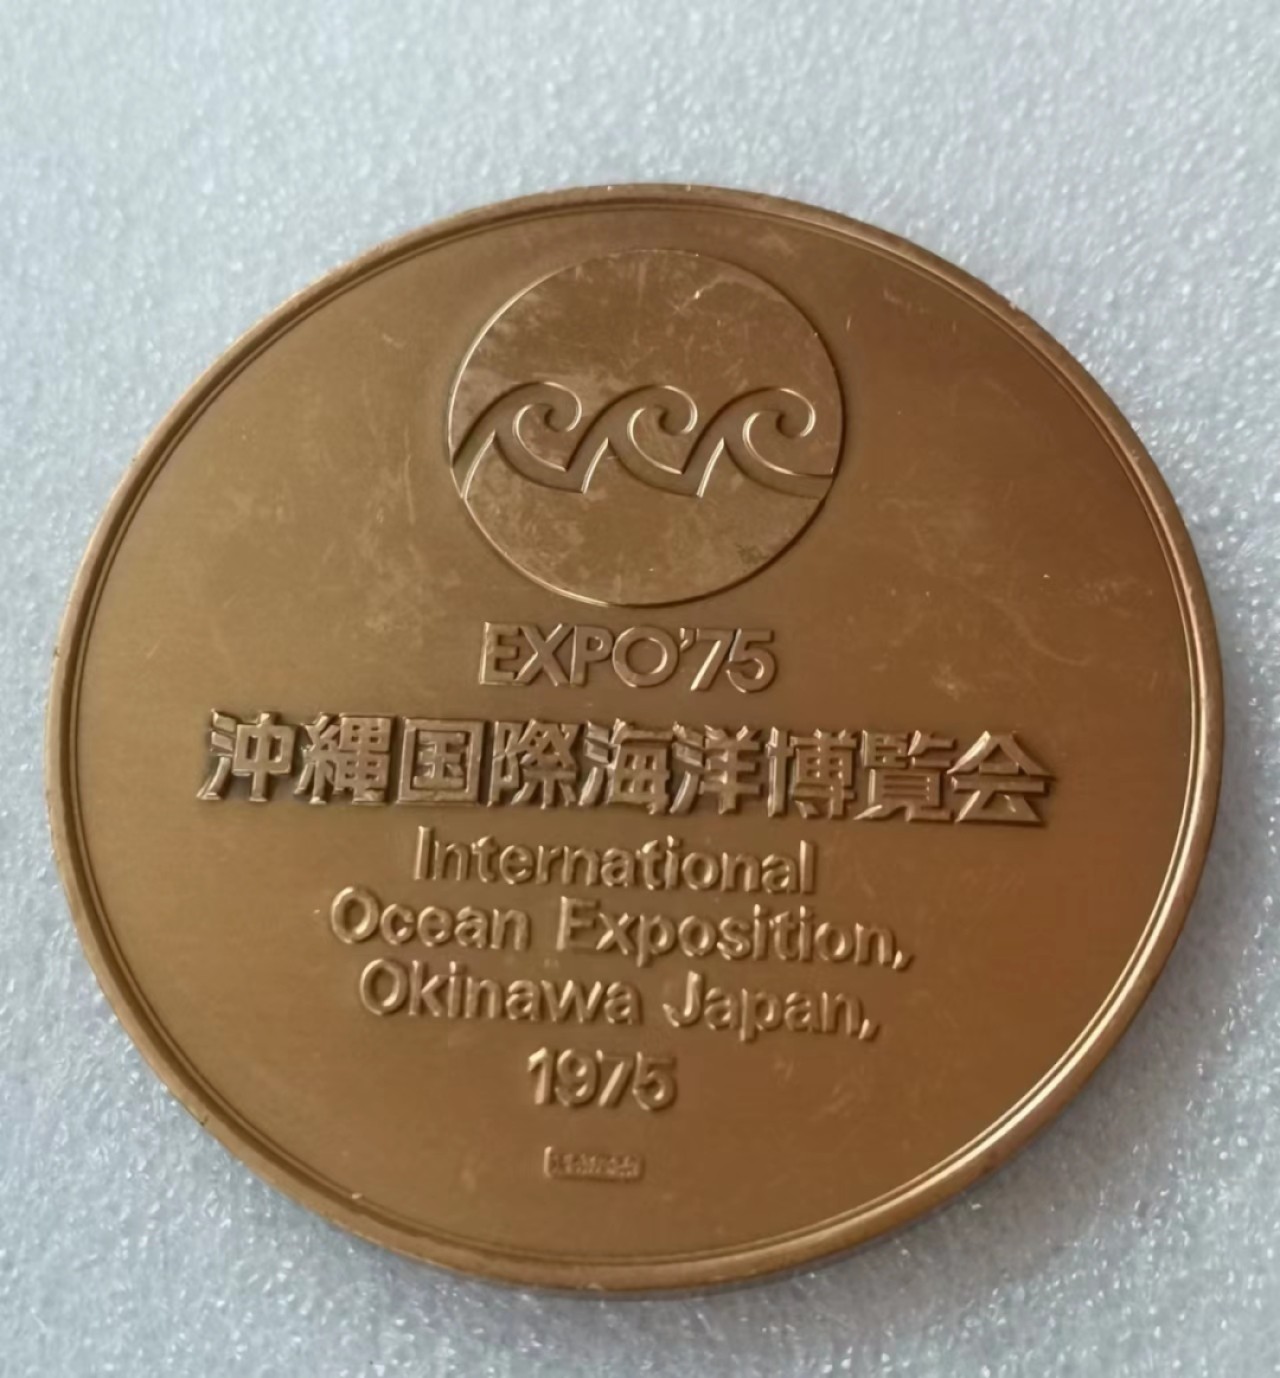 EXPO'75
沖縄国際海洋博覧会
International
Ocean Exposition,
Okinawa Japan,
1975